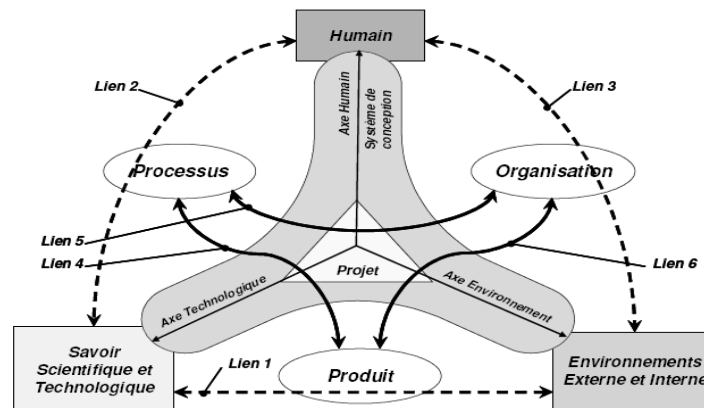 Humain
Lien 2
Lien 3
Axe Humain
Système de
conception
Processus
Organisation
Lien 5
Lien 4
Lien 6
Projet
Axe Technologique
Axe Environnement
Savoir
Scientifique et
Technologique
Lien 1
Produit
Environnements
Externe et Interne